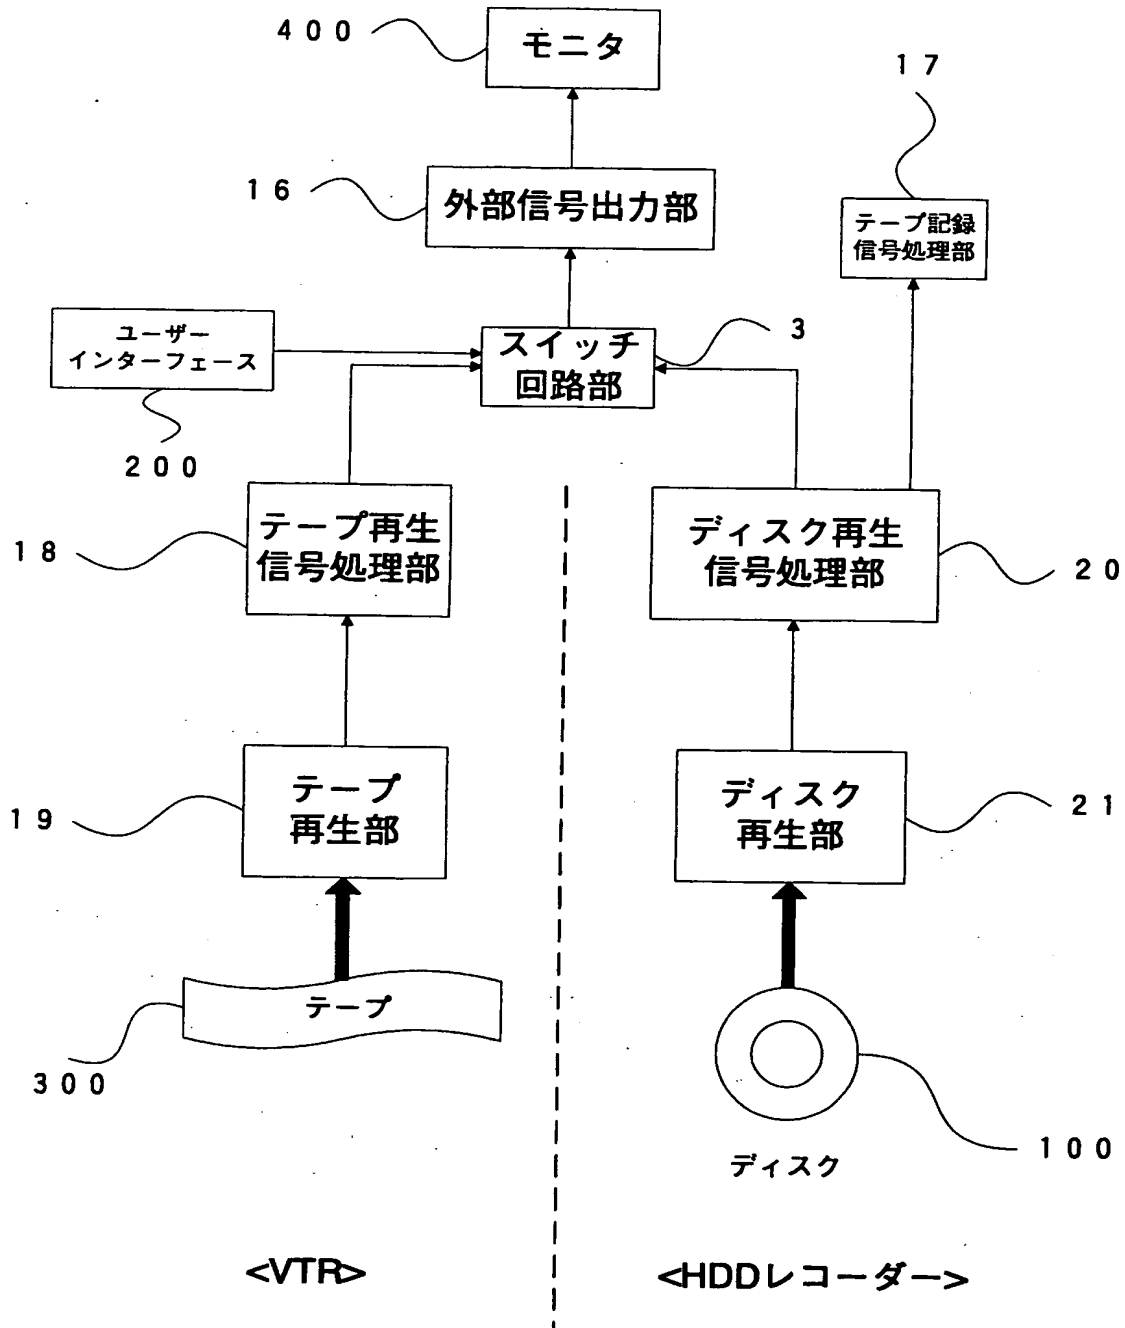 400
モニタ
17
16
外部信号出力部
テープ記録
信号処理部
ユーザー
インターフェース
スイッチ
回路部
3
200
18
テープ再生
信号処理部
ディスク再生
信号処理部
20
19
テープ
再生部
ディスク
再生部
21
テープ
300
100
ディスク
<VTR>
<HDDレコーダー>